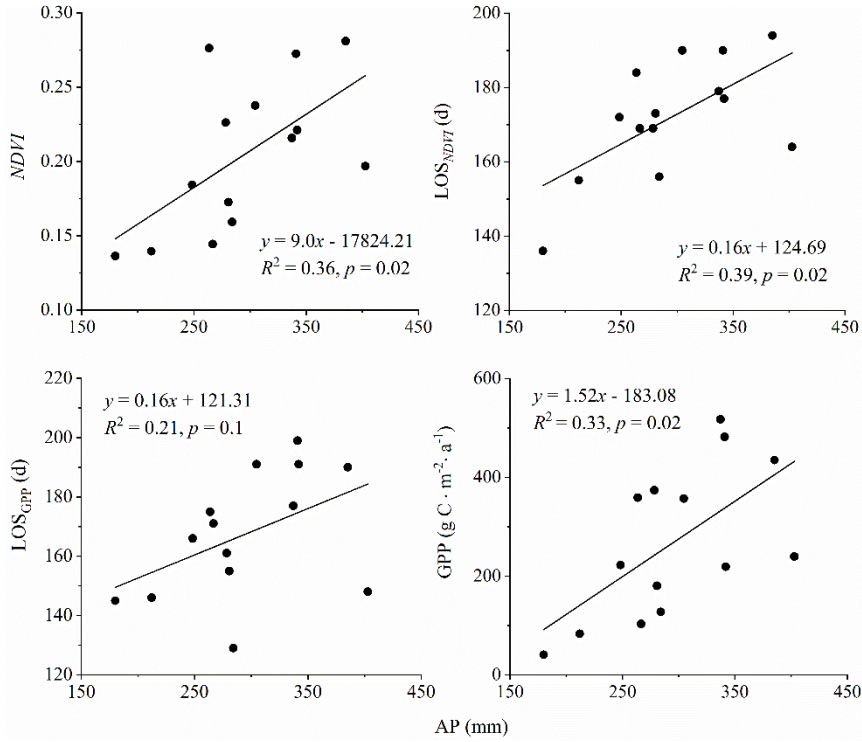 0.30
0.25
0.20
0.15
0.10
NDVI
y = 9.0x - 17824.21
R² = 0.36, p = 0.02
150 250 350 450
200
180
160
140
120
LOS_NDVI (d)
y = 0.16x + 124.69
R² = 0.39, p = 0.02
150 250 350 450
220
200
180
160
140
120
LOS_GPP (d)
y = 0.16x + 121.31
R² = 0.21, p = 0.1
150 250 350 450
600
400
200
0
GPP (g C · m⁻² · a⁻¹)
y = 1.52x - 183.08
R² = 0.33, p = 0.02
150 250 350 450
AP (mm)